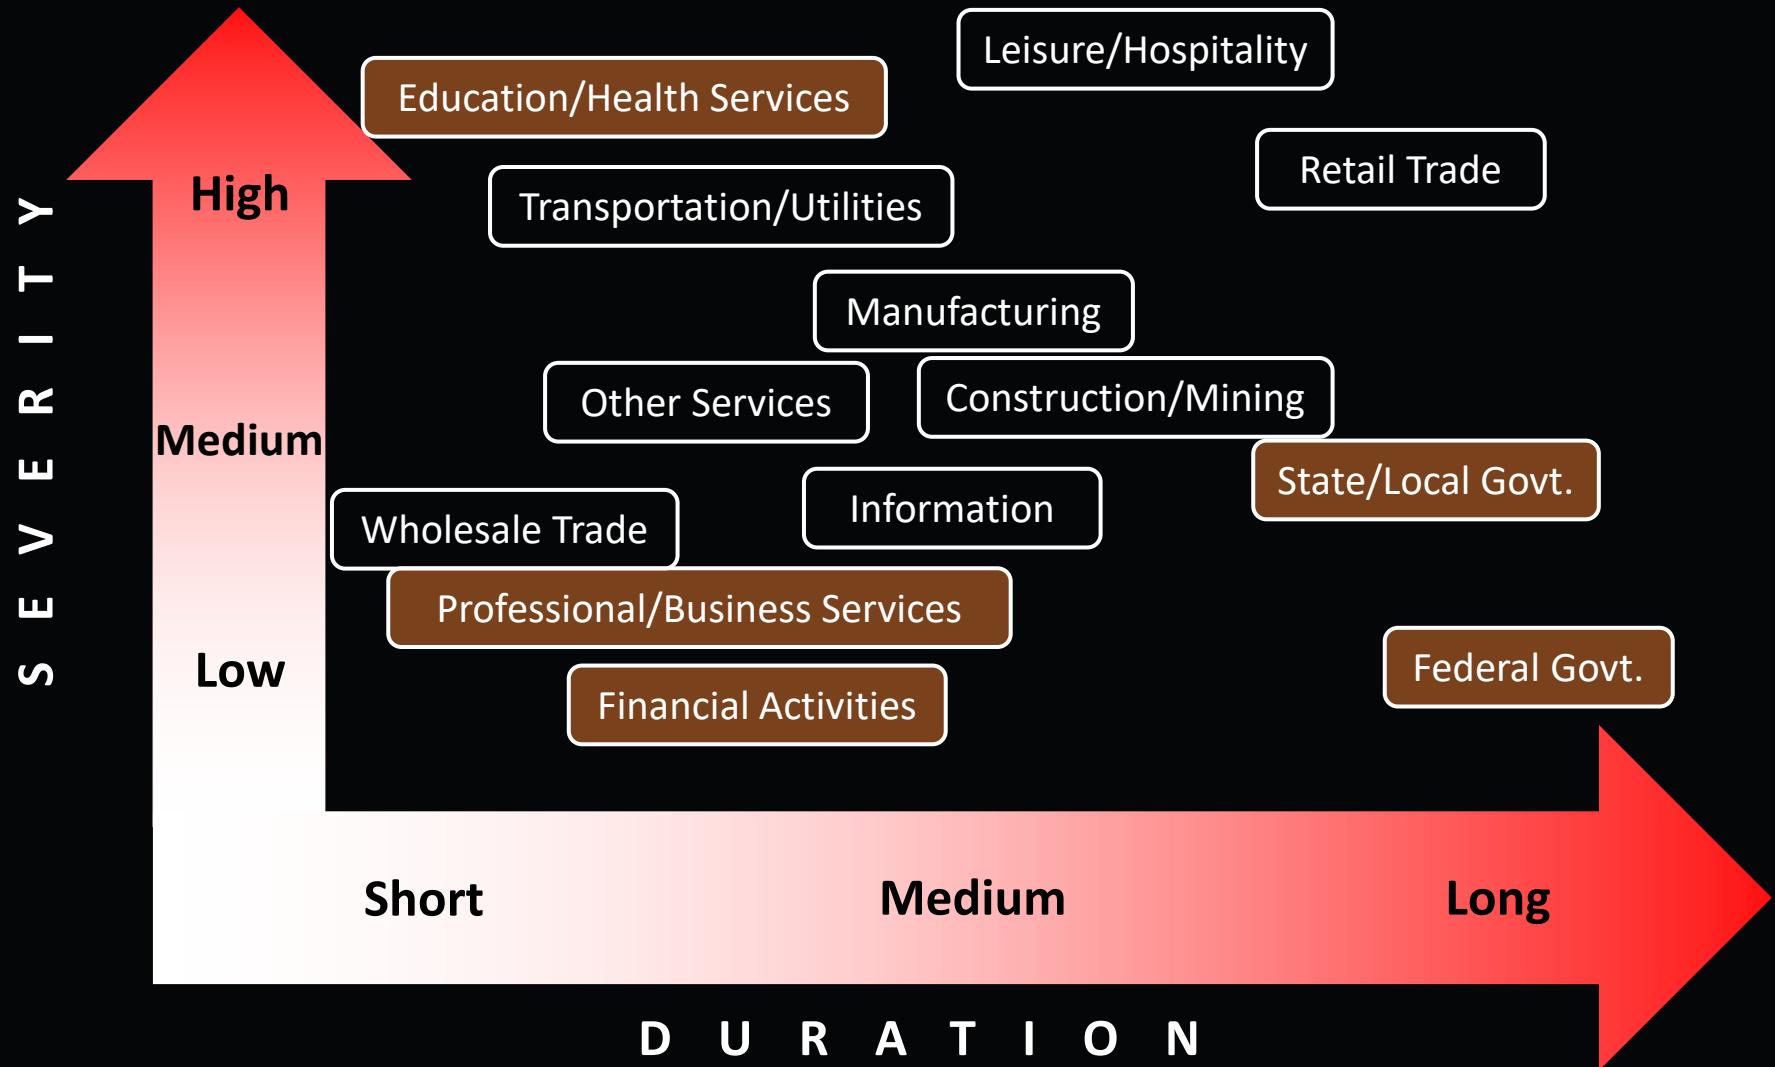 SEVERITY
High
Medium
Low
Leisure/Hospitality
Education/Health Services
Retail Trade
Transportation/Utilities
Manufacturing
Other Services
Construction/Mining
State/Local Govt.
Information
Wholesale Trade
Professional/Business Services
Federal Govt.
Financial Activities
Short
Medium
Long
DURATION